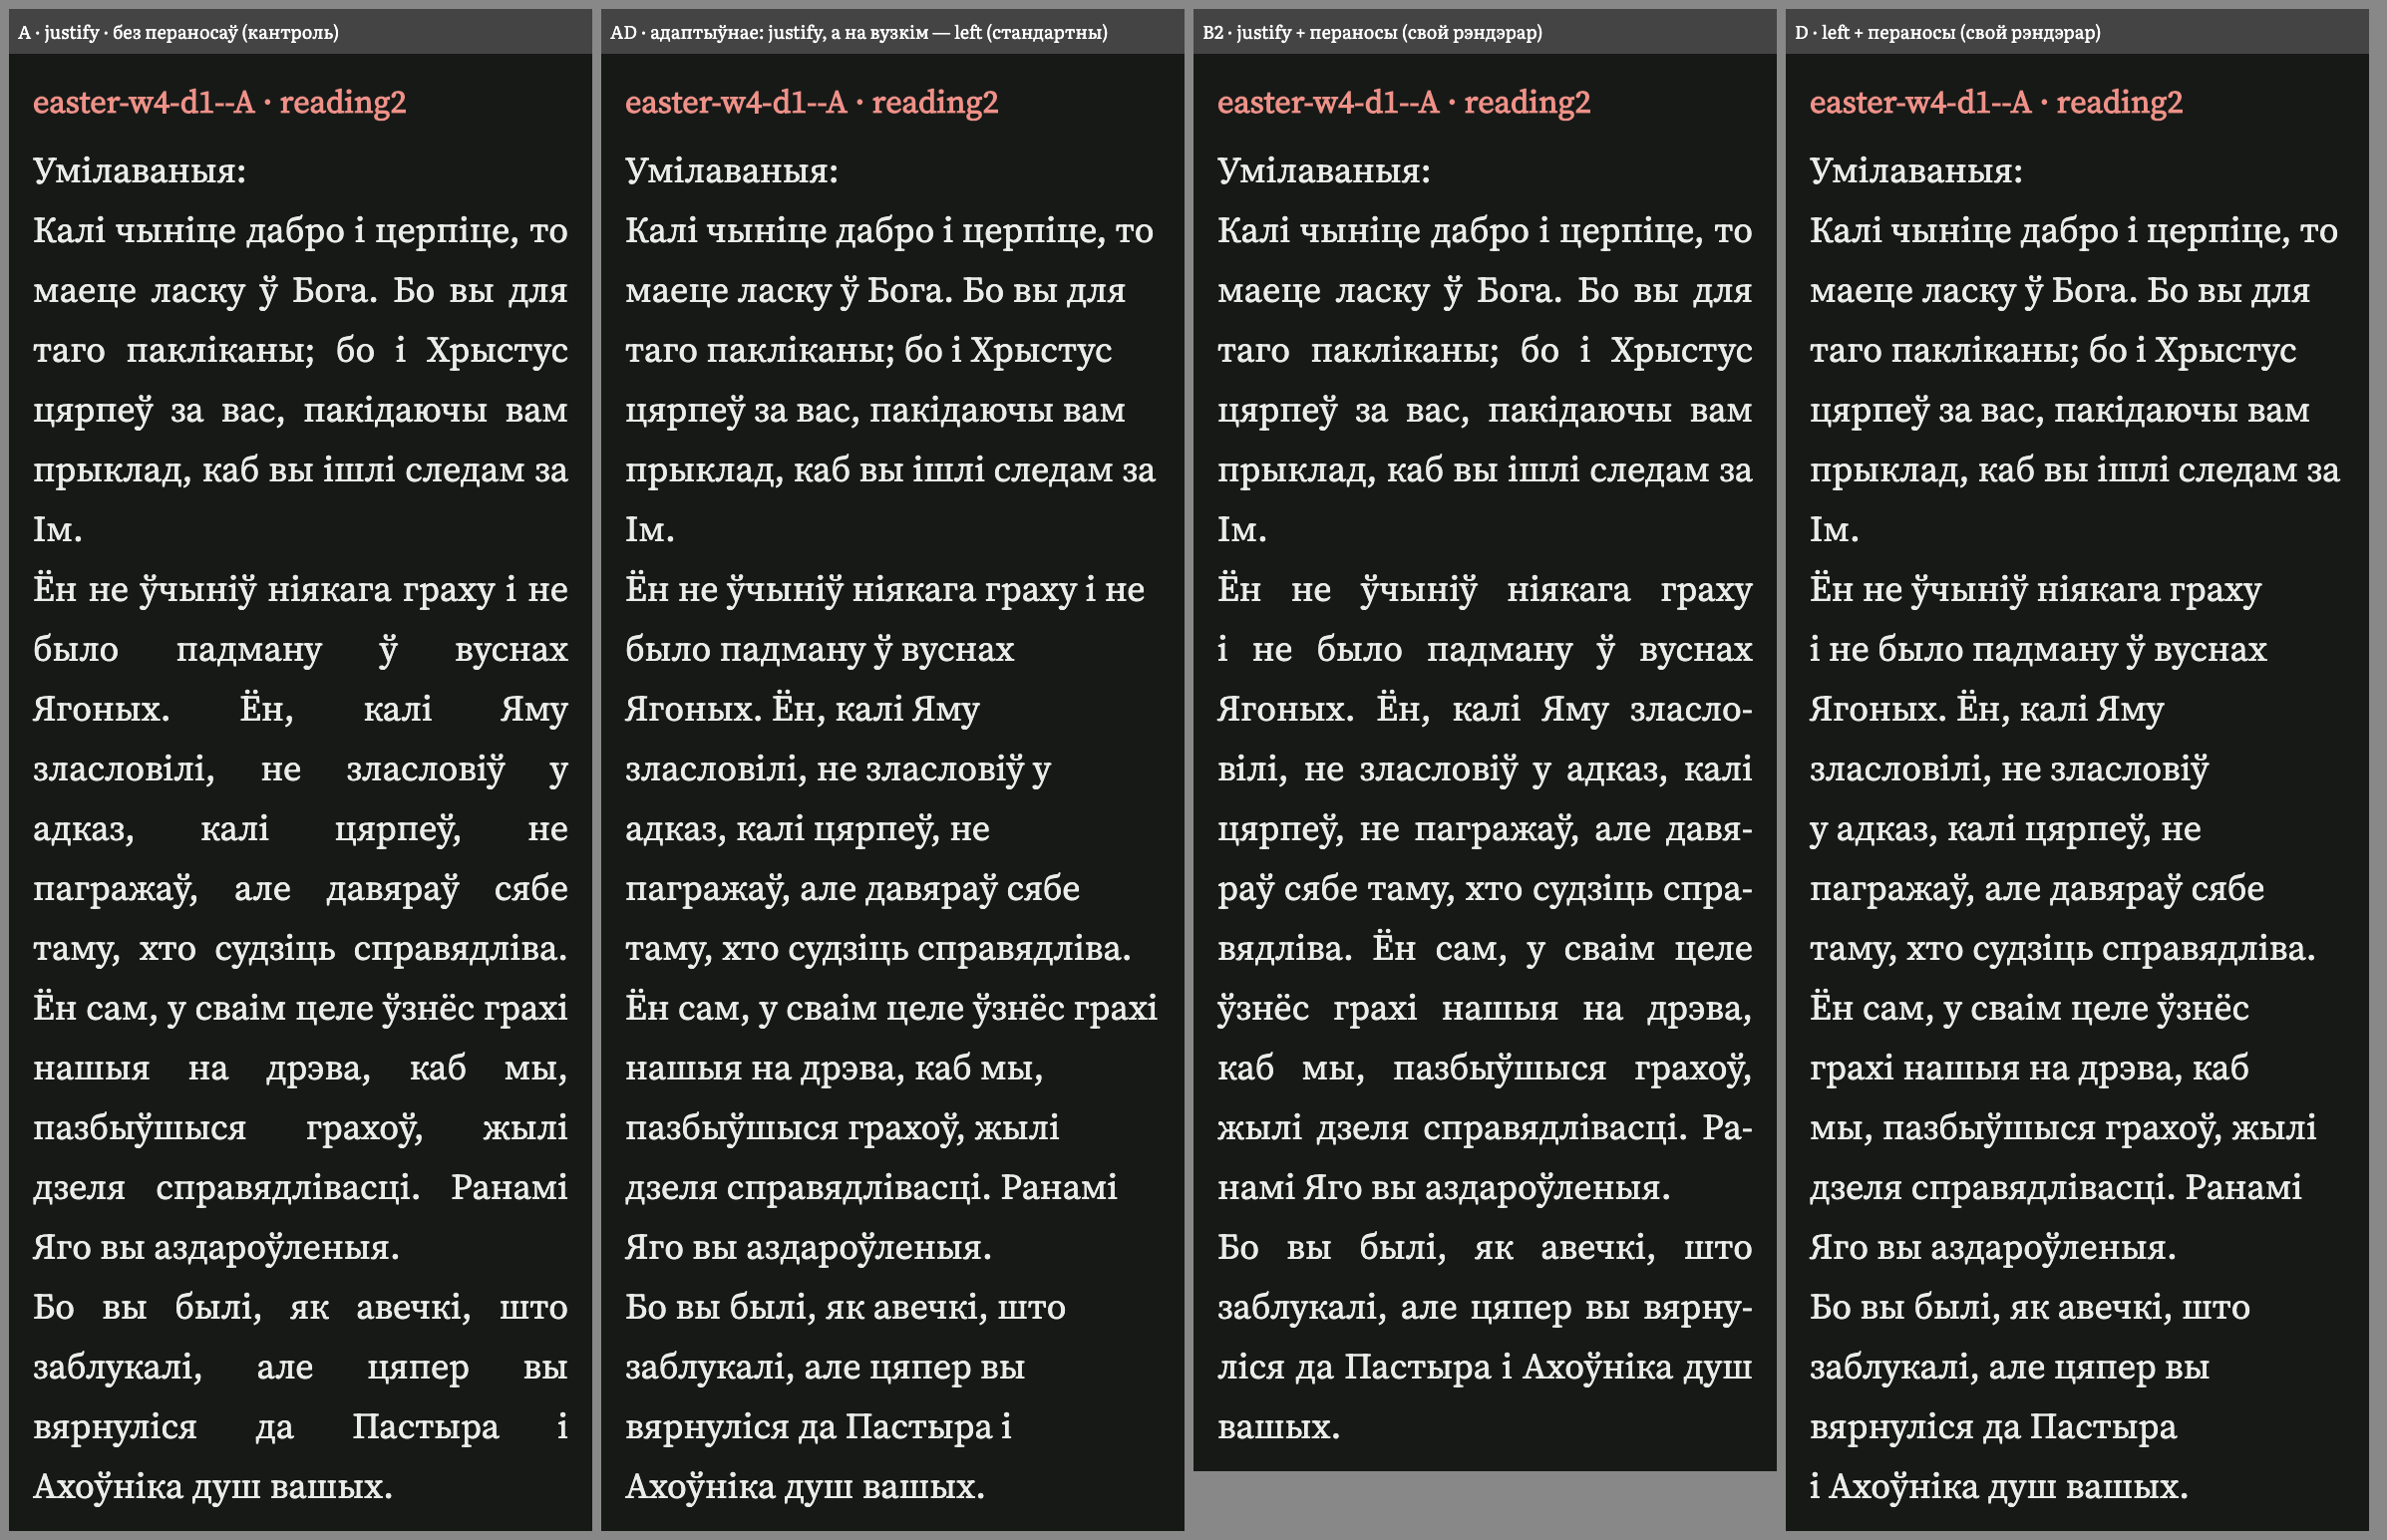 A · justify · без пераносаў (кантроль)
easter-w4-d1--A · reading2
Умілаваныя:
Калі чыніце дабро і церпіце, то
маеце ласку ў Бога. Бо вы для
таго пакліканы; бо і Хрыстус
цярпеў за вас, пакідаючы вам
прыклад, каб вы ішлі следам за
Ім.
Ён не ўчыніў ніякага граху і не
было падману ў вуснах
Ягоных. Ён, калі Яму
зласловілі, не зласловіў у
адказ, калі цярпеў, не
пагражаў, але давяраў сябе
таму, хто судзіць справядліва.
Ён сам, у сваім целе ўзнёс грахі
нашыя на дрэва, каб мы,
пазбыўшыся грахоў, жылі
дзеля справядлівасці. Ранамі
Яго вы аздароўленыя.
Бо вы былі, як авечкі, што
заблукалі, але цяпер вы
вярнуліся да Пастыра і
Ахоўніка душ вашых.
AD · адаптыўнае: justify, а на вузкім — left (стандартны)
easter-w4-d1--A · reading2
Умілаваныя:
Калі чыніце дабро і церпіце, то
маеце ласку ў Бога. Бо вы для
таго пакліканы; бо і Хрыстус
цярпеў за вас, пакідаючы вам
прыклад, каб вы ішлі следам за
Ім.
Ён не ўчыніў ніякага граху і не
было падману ў вуснах
Ягоных. Ён, калі Яму
зласловілі, не зласловіў у
адказ, калі цярпеў, не
пагражаў, але давяраў сябе
таму, хто судзіць справядліва.
Ён сам, у сваім целе ўзнёс грахі
нашыя на дрэва, каб мы,
пазбыўшыся грахоў, жылі
дзеля справядлівасці. Ранамі
Яго вы аздароўленыя.
Бо вы былі, як авечкі, што
заблукалі, але цяпер вы
вярнуліся да Пастыра і
Ахоўніка душ вашых.
B2 · justify + пераносы (свой рэндэрар)
easter-w4-d1--A · reading2
Умілаваныя:
Калі чыніце дабро і церпіце, то
маеце ласку ў Бога. Бо вы для
таго пакліканы; бо і Хрыстус
цярпеў за вас, пакідаючы вам
прыклад, каб вы ішлі следам за
Ім.
Ён не ўчыніў ніякага граху
і не было падману ў вуснах
Ягоных. Ён, калі Яму зласло-
вілі, не зласловіў у адказ, калі
цярпеў, не пагражаў, але давя-
раў сябе таму, хто судзіць спра-
вядліва. Ён сам, у сваім целе
ўзнёс грахі нашыя на дрэва,
каб мы, пазбыўшыся грахоў,
жылі дзеля справядлівасці. Ра-
намі Яго вы аздароўленыя.
Бо вы былі, як авечкі, што
заблукалі, але цяпер вы вярну-
ліся да Пастыра і Ахоўніка душ
вашых.
D · left + пераносы (свой рэндэрар)
easter-w4-d1--A · reading2
Умілаваныя:
Калі чыніце дабро і церпіце, то
маеце ласку ў Бога. Бо вы для
таго пакліканы; бо і Хрыстус
цярпеў за вас, пакідаючы вам
прыклад, каб вы ішлі следам за
Ім.
Ён не ўчыніў ніякага граху
і не было падману ў вуснах
Ягоных. Ён, калі Яму
зласловілі, не зласловіў
у адказ, калі цярпеў, не
пагражаў, але давяраў сябе
таму, хто судзіць справядліва.
Ён сам, у сваім целе ўзнёс
грахі нашыя на дрэва, каб
мы, пазбыўшыся грахоў, жылі
дзеля справядлівасці. Ранамі
Яго вы аздароўленыя.
Бо вы былі, як авечкі, што
заблукалі, але цяпер вы
вярнуліся да Пастыра
і Ахоўніка душ вашых.